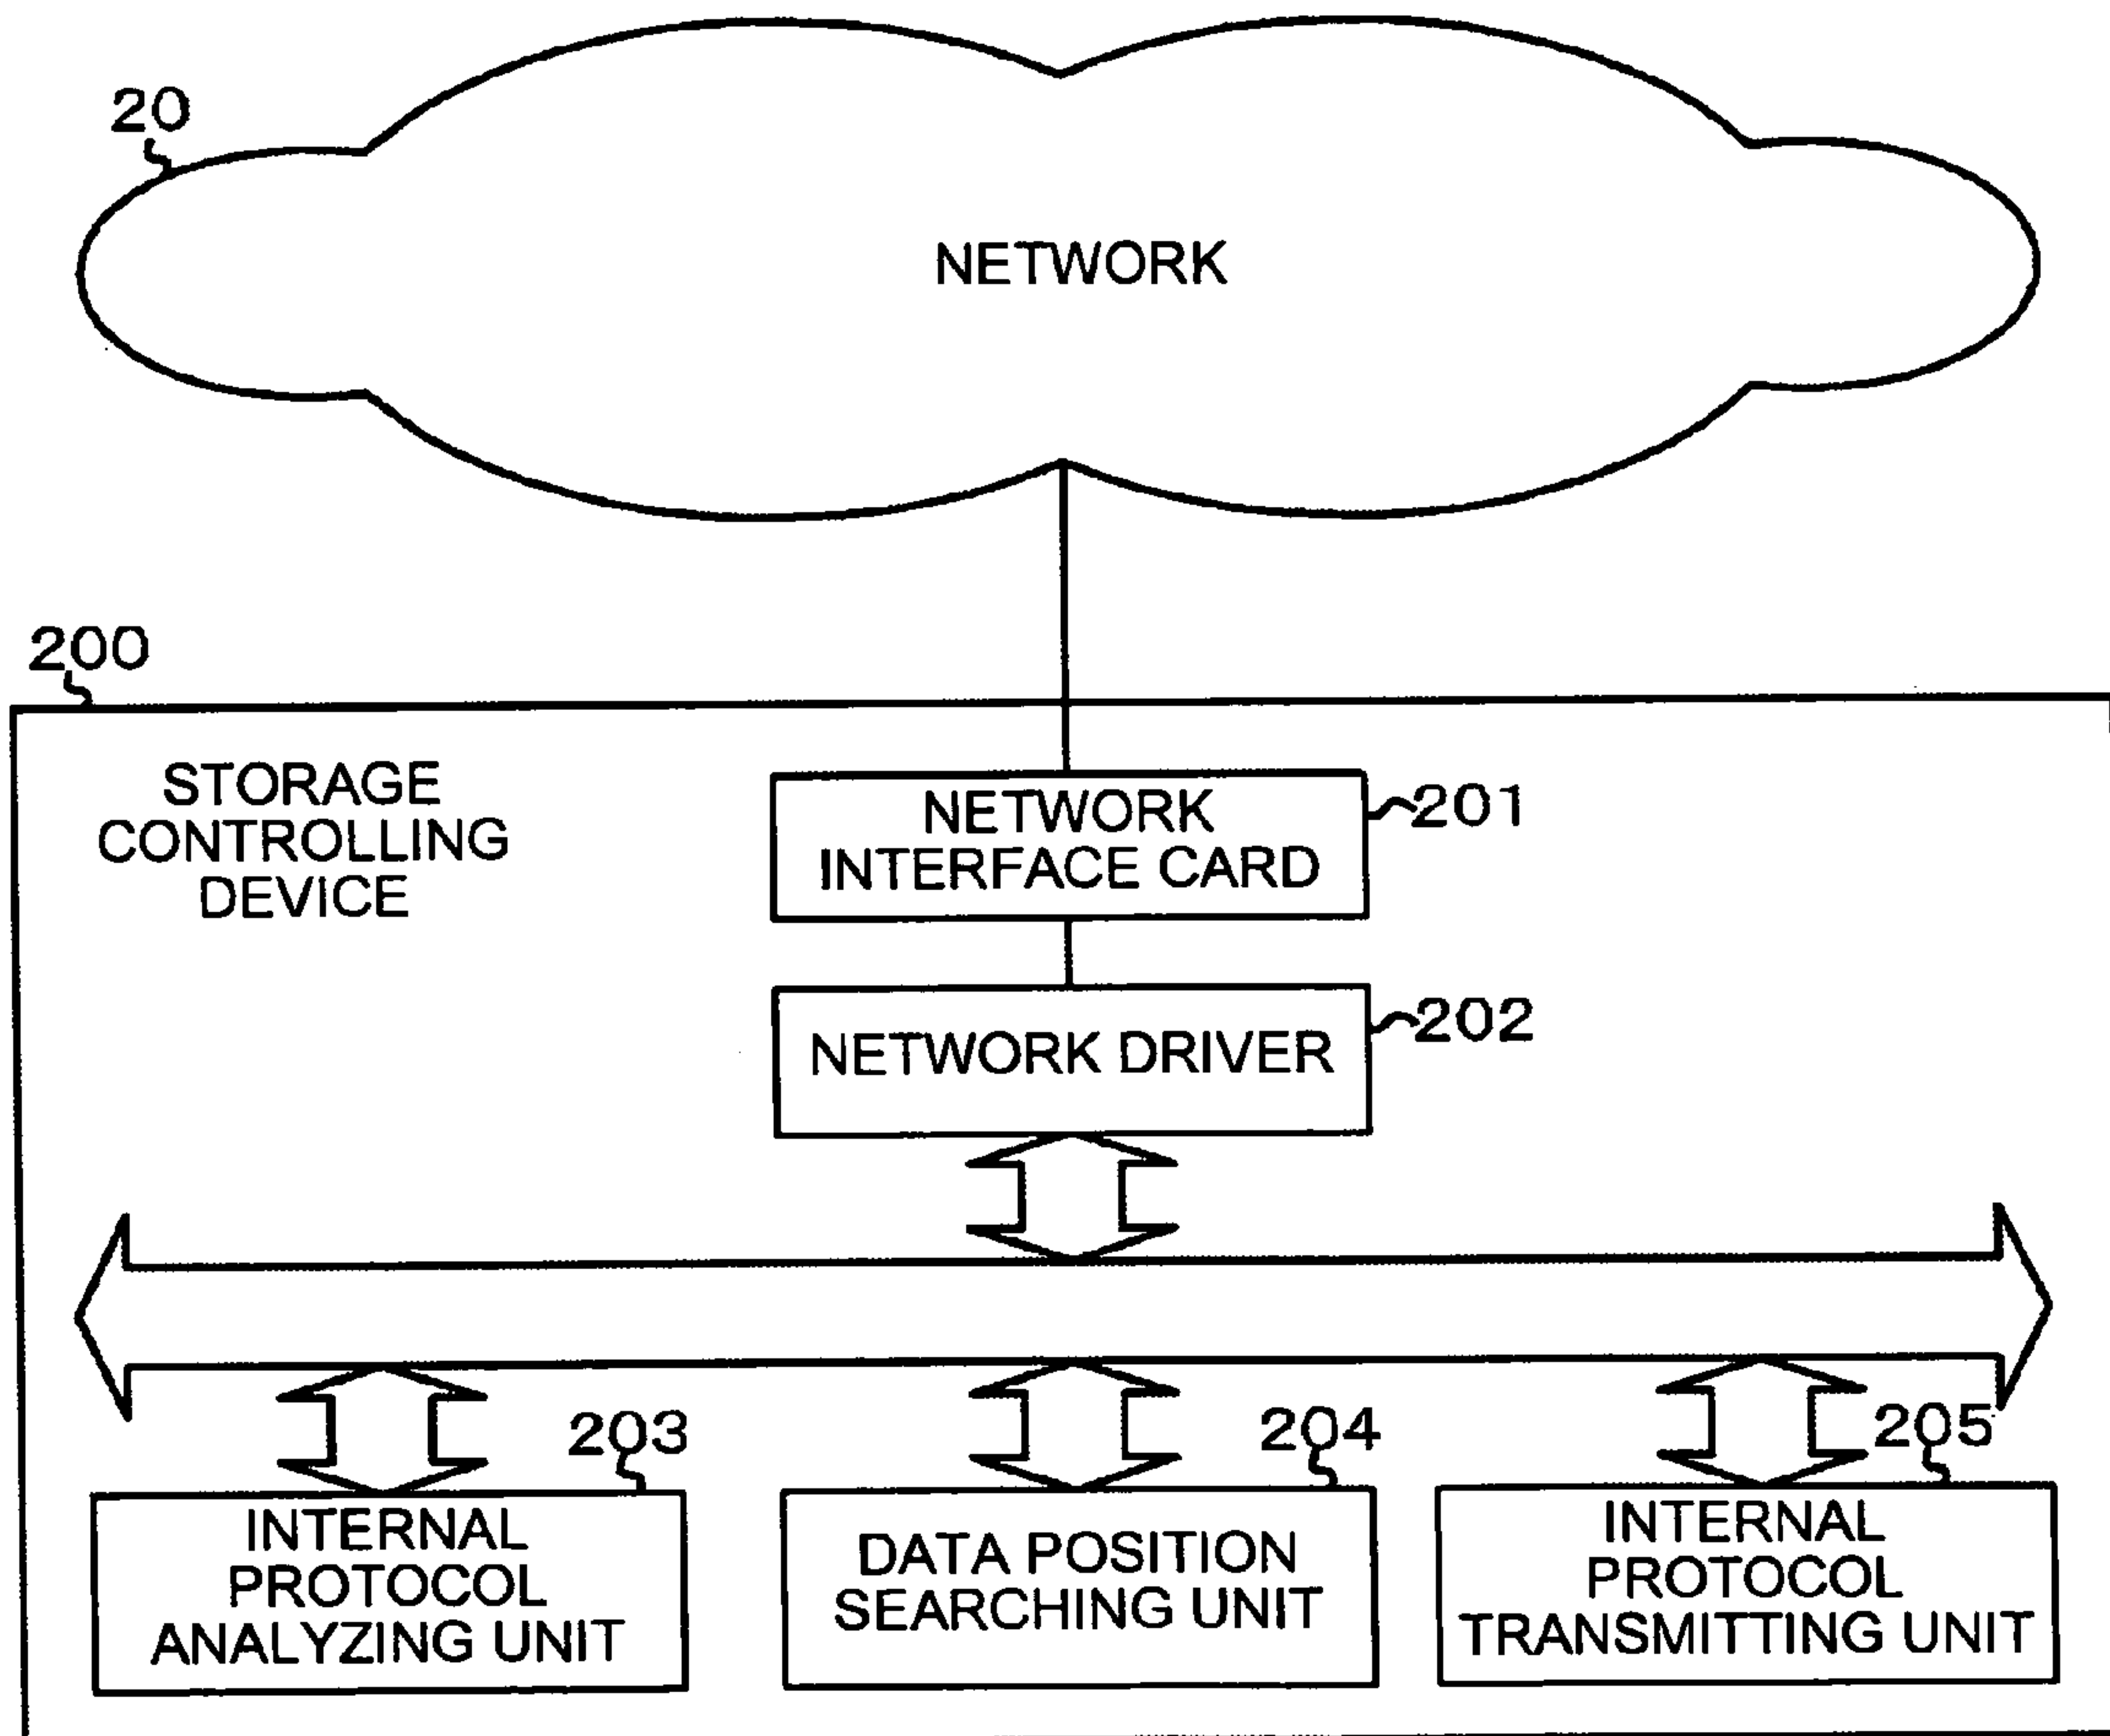 20
NETWORK
200
STORAGE
CONTROLLING
DEVICE
NETWORK
INTERFACE CARD
201
NETWORK DRIVER
202
203
204
205
INTERNAL
PROTOCOL
ANALYZING UNIT
DATA POSITION
SEARCHING UNIT
INTERNAL
PROTOCOL
TRANSMITTING UNIT